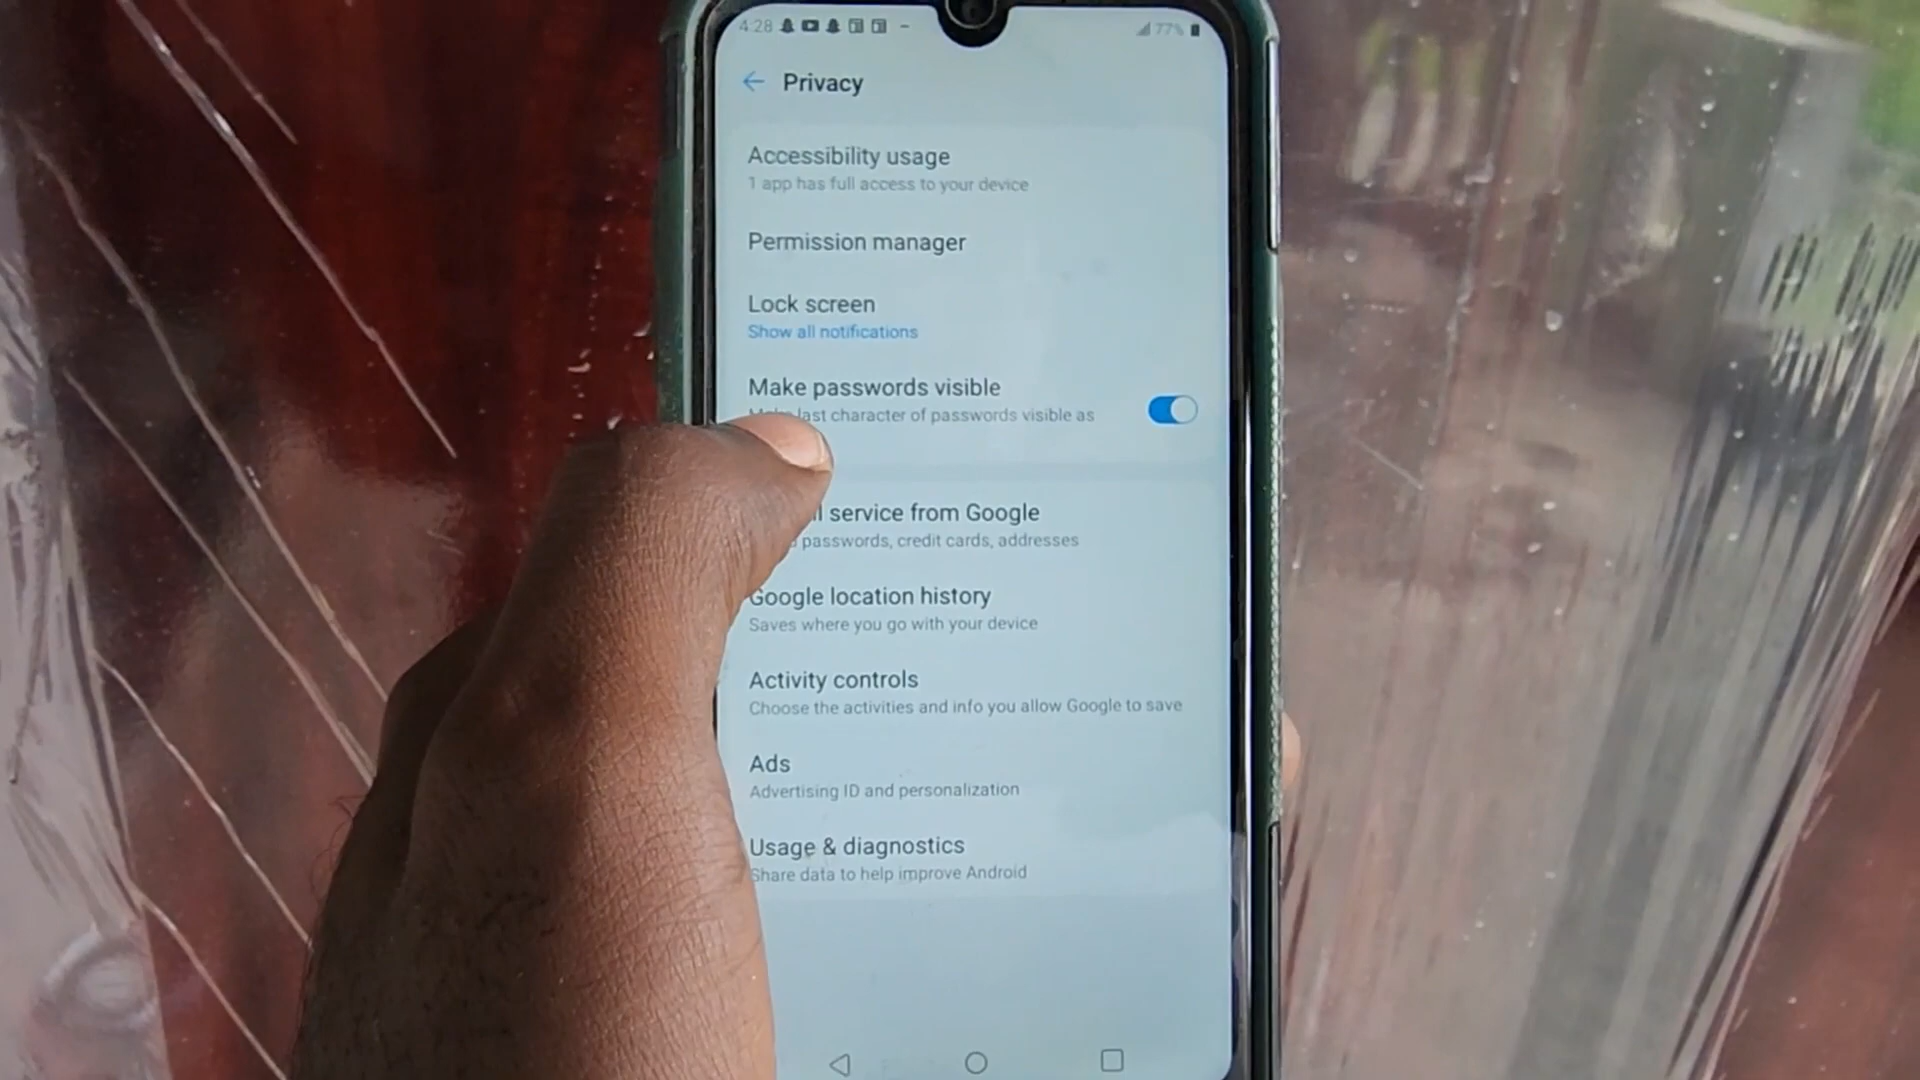 4:28 77%
Privacy
Accessibility usage
1 app has full access to your device
Permission manager
Lock screen
Show all notifications
Make passwords visible
last character of passwords visible as
service from Google
passwords, credit cards, addresses
Google location history
Saves where you go with your device
Activity controls
Choose the activities and info you allow Google to save
Ads
Advertising ID and personalization
Usage & diagnostics
Share data to help improve Android